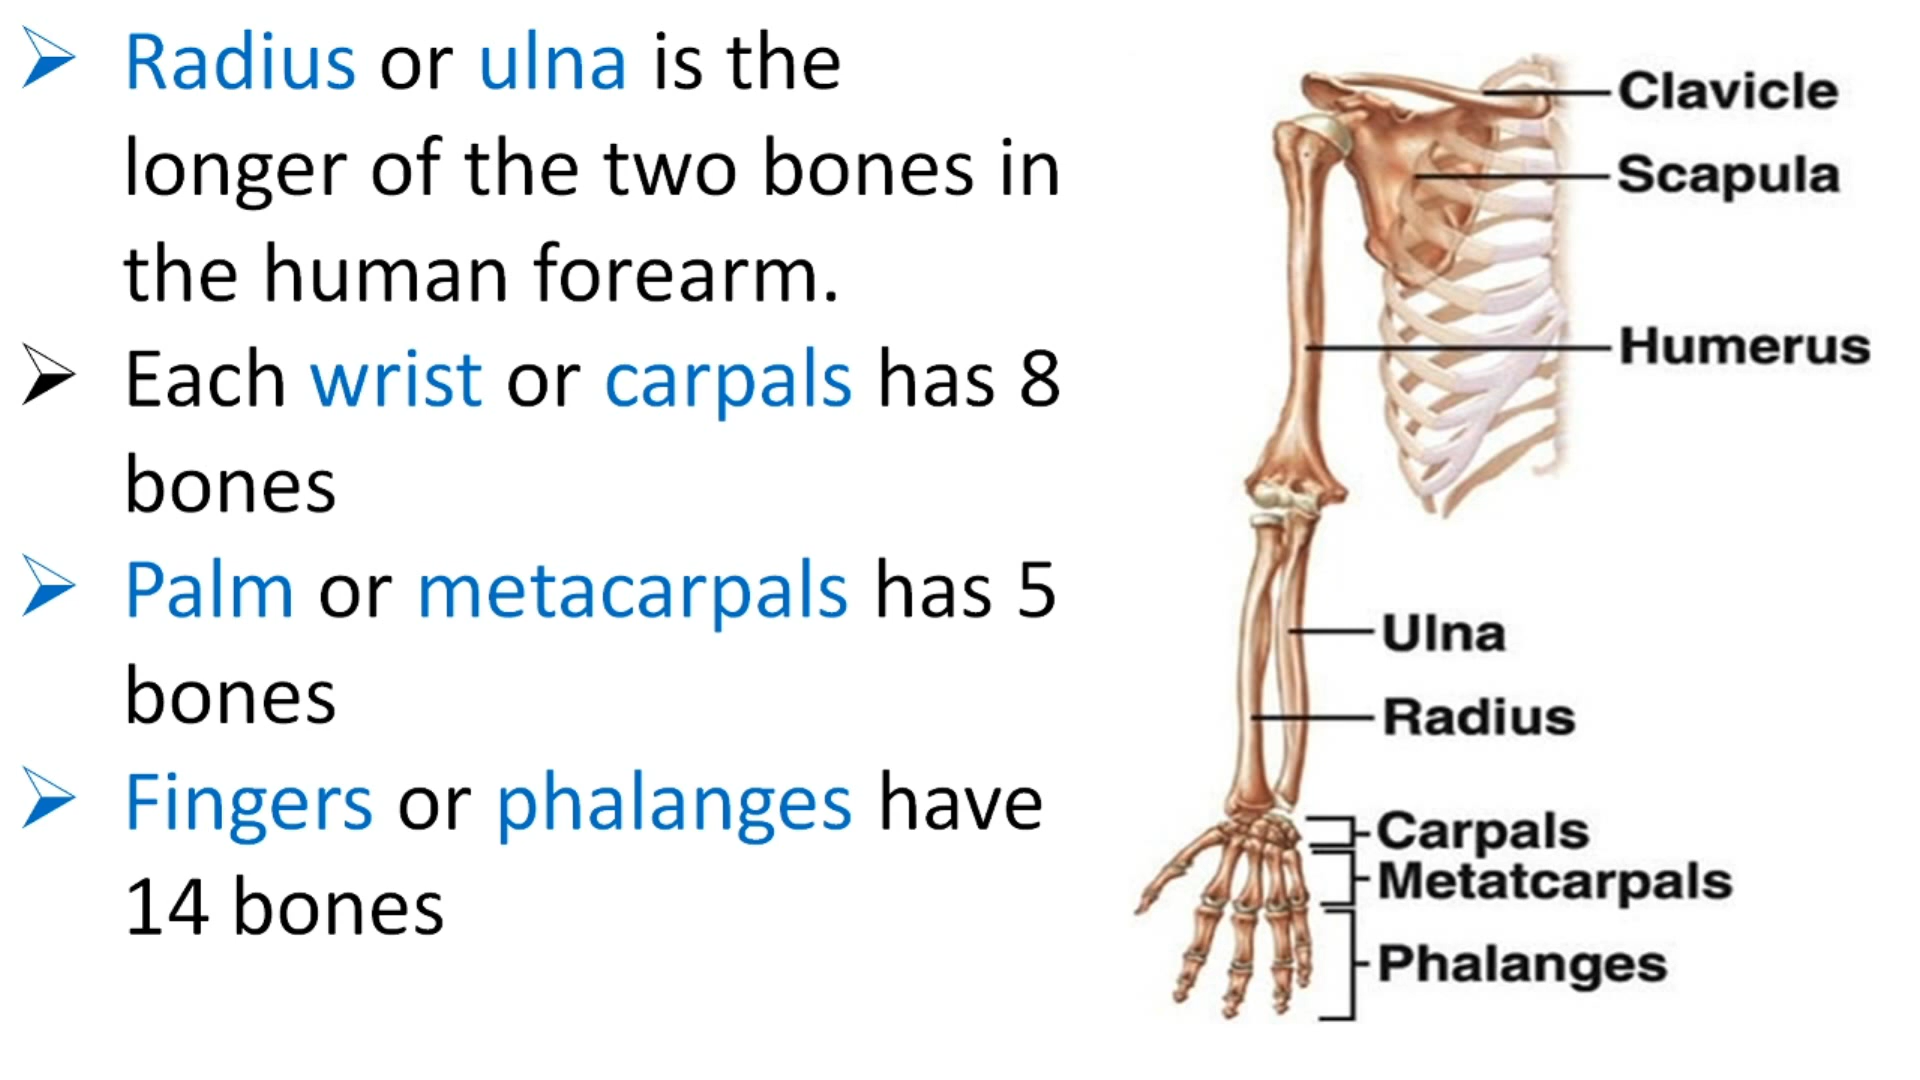 Radius or ulna is the
longer of the two bones in
the human forearm.
Each wrist or carpals has 8
bones
Palm or metacarpals has 5
bones
Fingers or phalanges have
14 bones
Clavicle
Scapula
Humerus
Ulna
Radius
Carpals
Metatcarpals
Phalanges